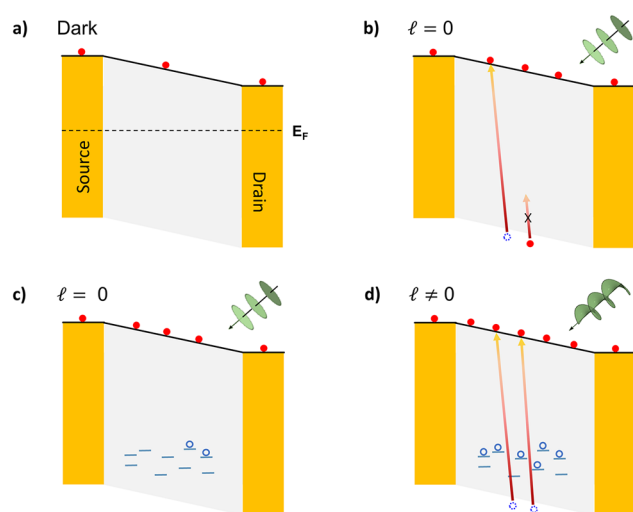 a) Dark
E_F
Source
Drain
b) ℓ = 0
X
c) ℓ = 0
d) ℓ ≠ 0